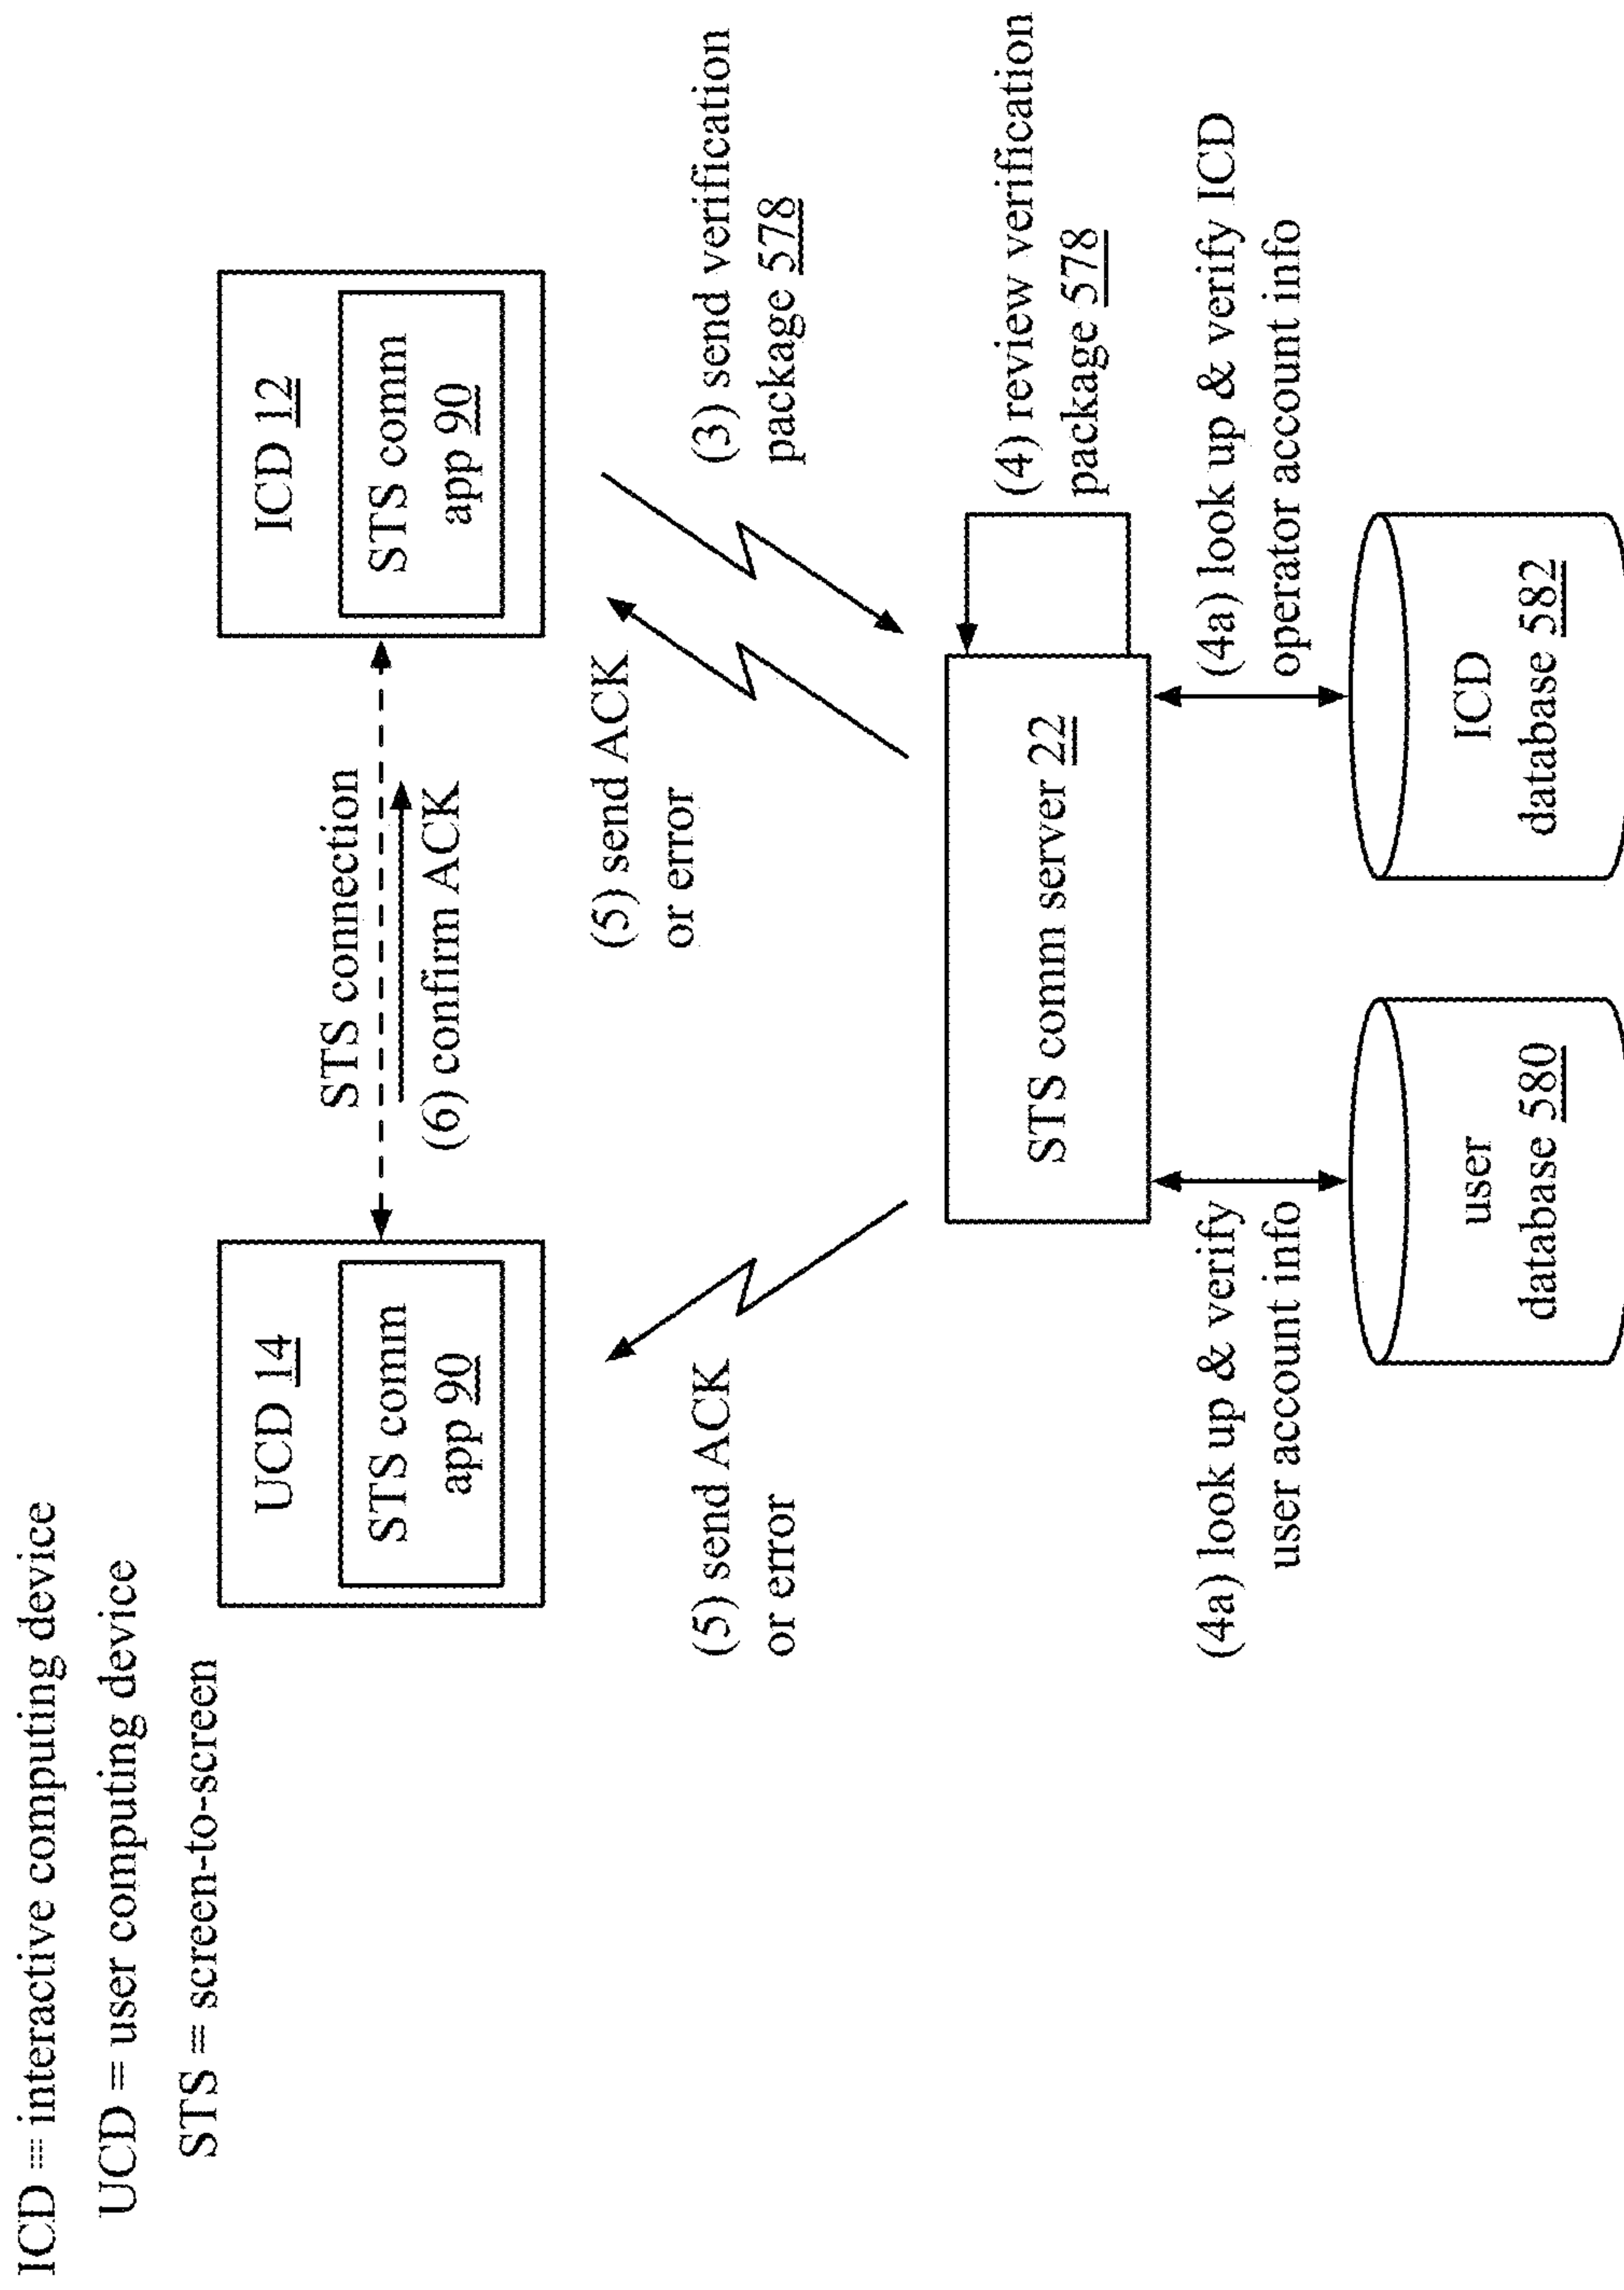 ICD = interactive computing device
UCD = user computing device
STS = screen-to-screen
UCD 14
STS comm
app 90
STS connection
(6) confirm ACK
ICD 12
STS comm
app 90
(5) send ACK
or error
(5) send ACK
or error
(3) send verification
package 578
STS comm server 22
(4) review verification
package 578
(4a) look up & verify
user account info
(4a) look up & verify ICD
operator account info
user
database 580
ICD
database 582